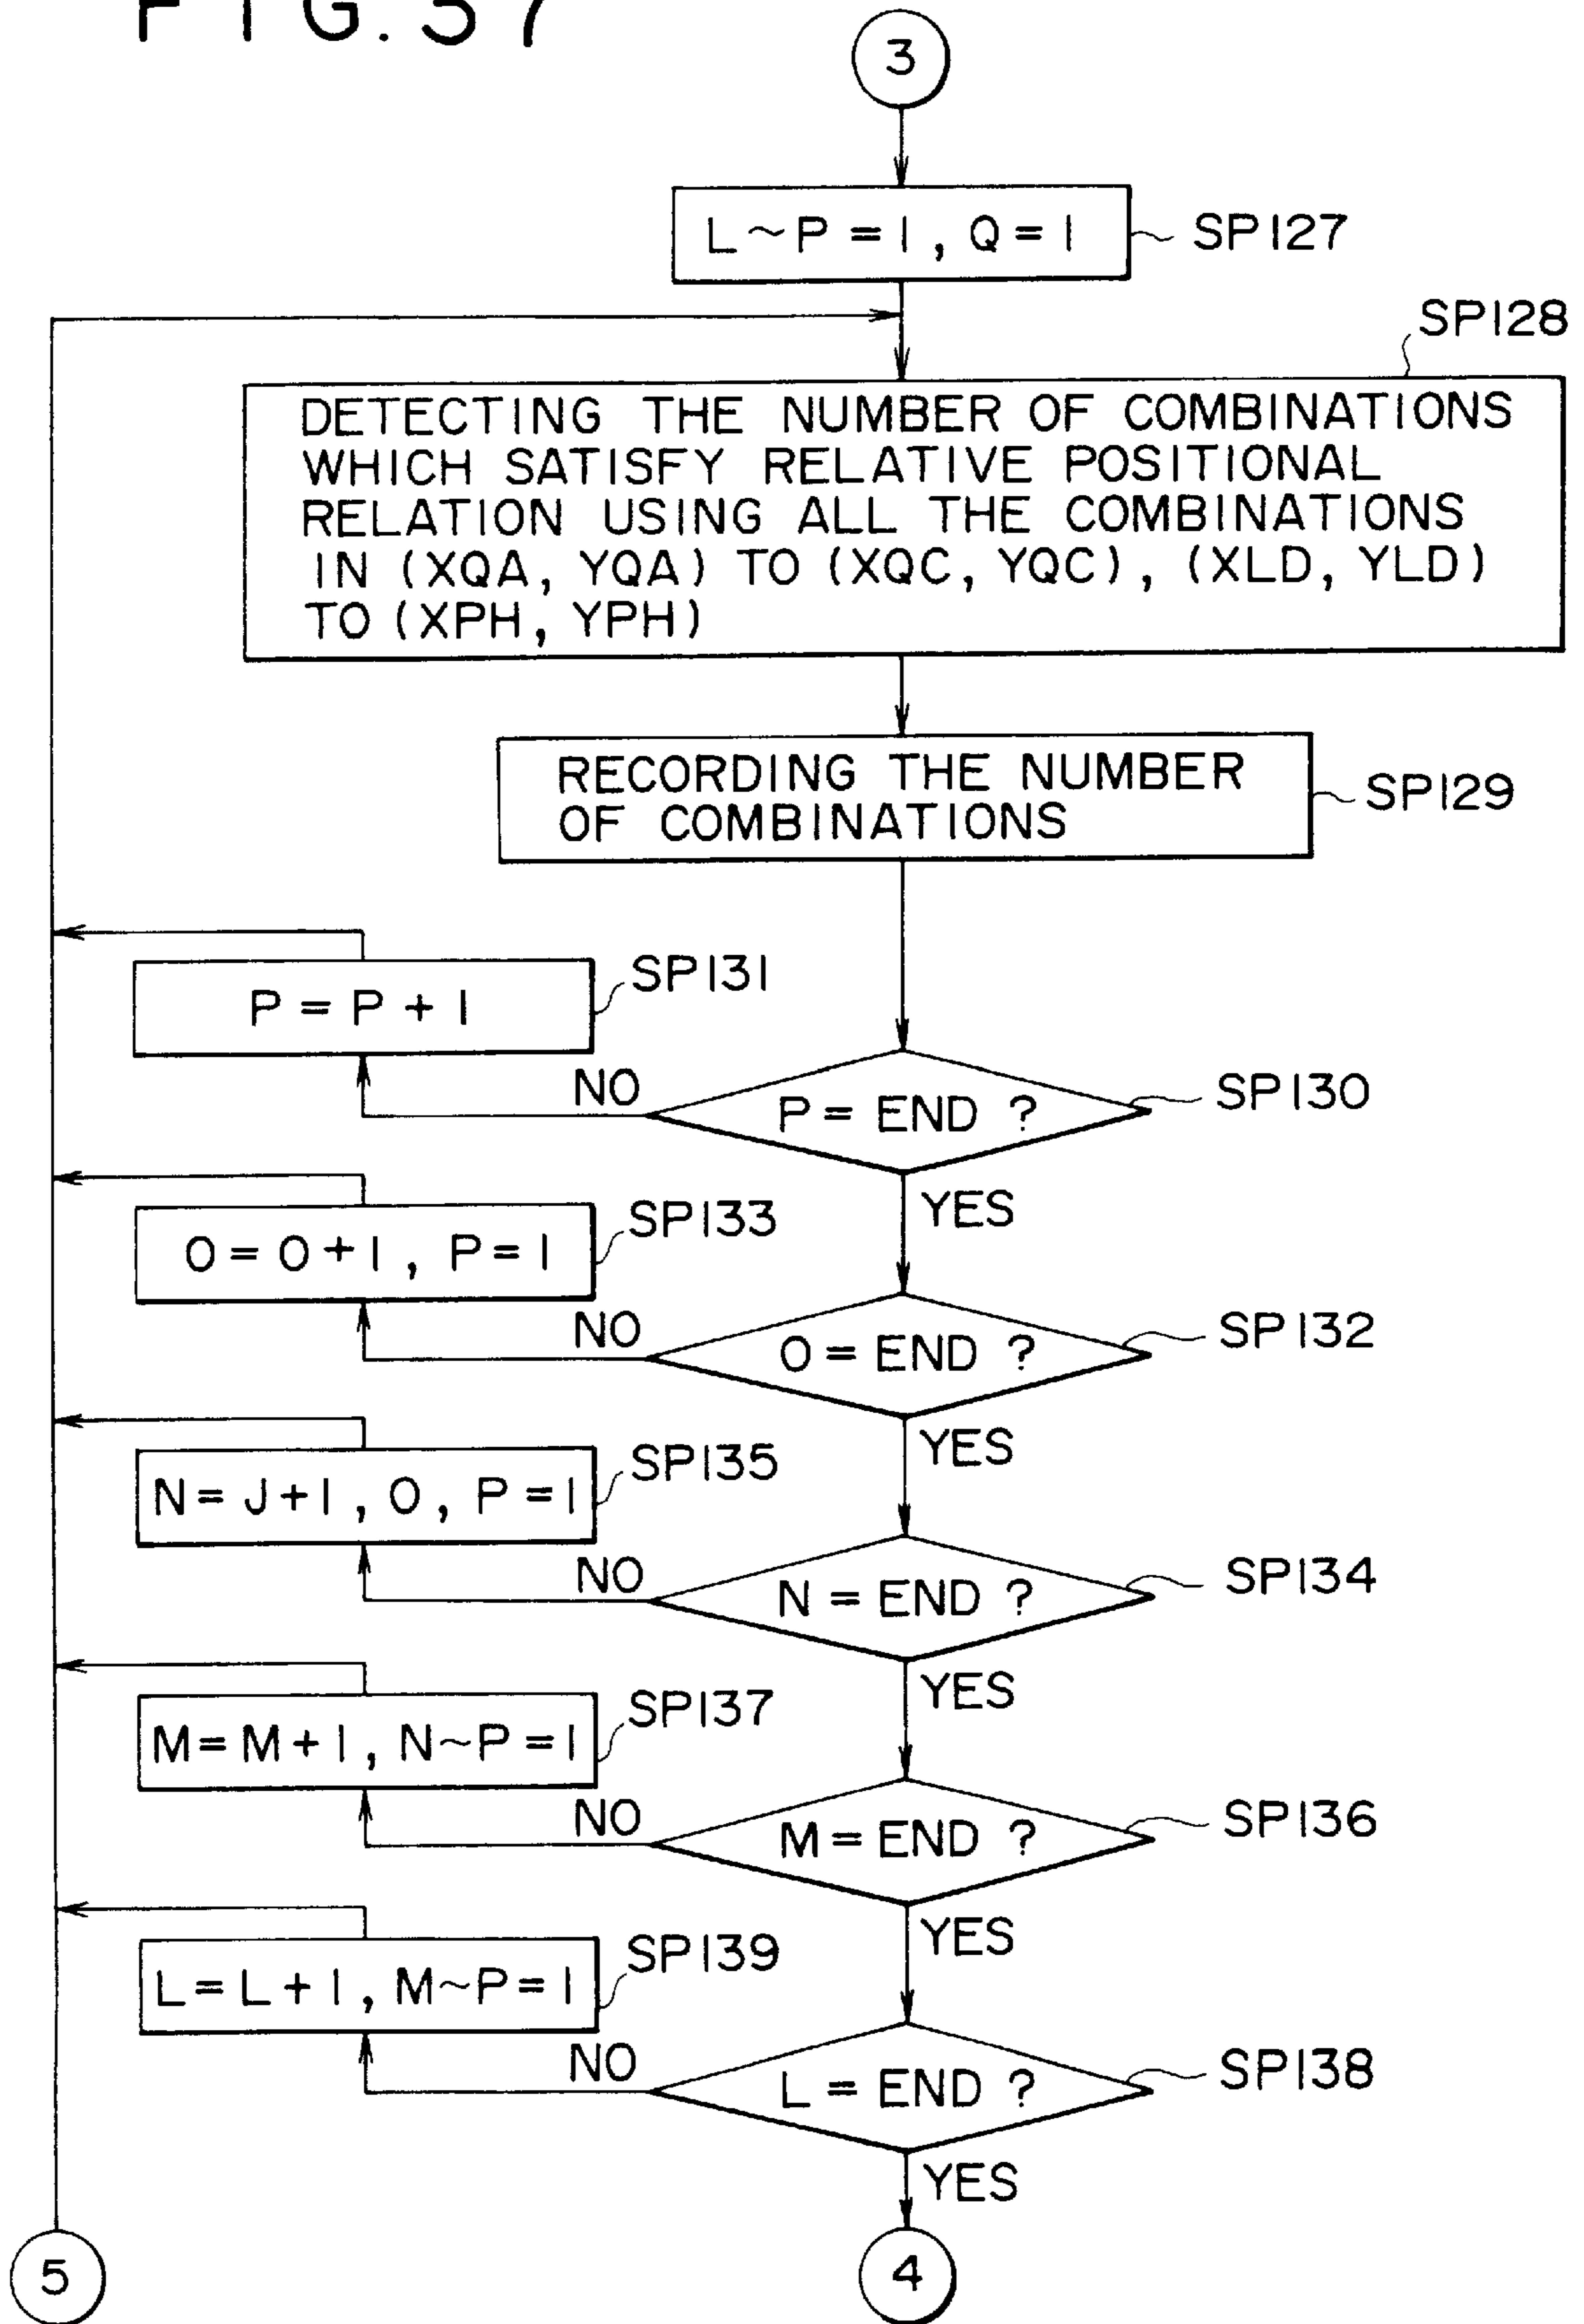 FIG. 37
3
L ~ P = 1 , Q = 1
SP127
SP128
DETECTING THE NUMBER OF COMBINATIONS
WHICH SATISFY RELATIVE POSITIONAL
RELATION USING ALL THE COMBINATIONS
IN (XQA, YQA) TO (XQC, YQC), (XLD, YLD)
TO (XPH, YPH)
RECORDING THE NUMBER
OF COMBINATIONS
SP129
P = P + 1
SP131
NO
P = END ?
SP130
YES
O = O + 1 , P = 1
SP133
NO
O = END ?
SP132
YES
N = J + 1 , O, P = 1
SP135
NO
N = END ?
SP134
YES
M = M + 1 , N ~ P = 1
SP137
NO
M = END ?
SP136
YES
L = L + 1 , M ~ P = 1
SP139
NO
L = END ?
SP138
YES
5
4